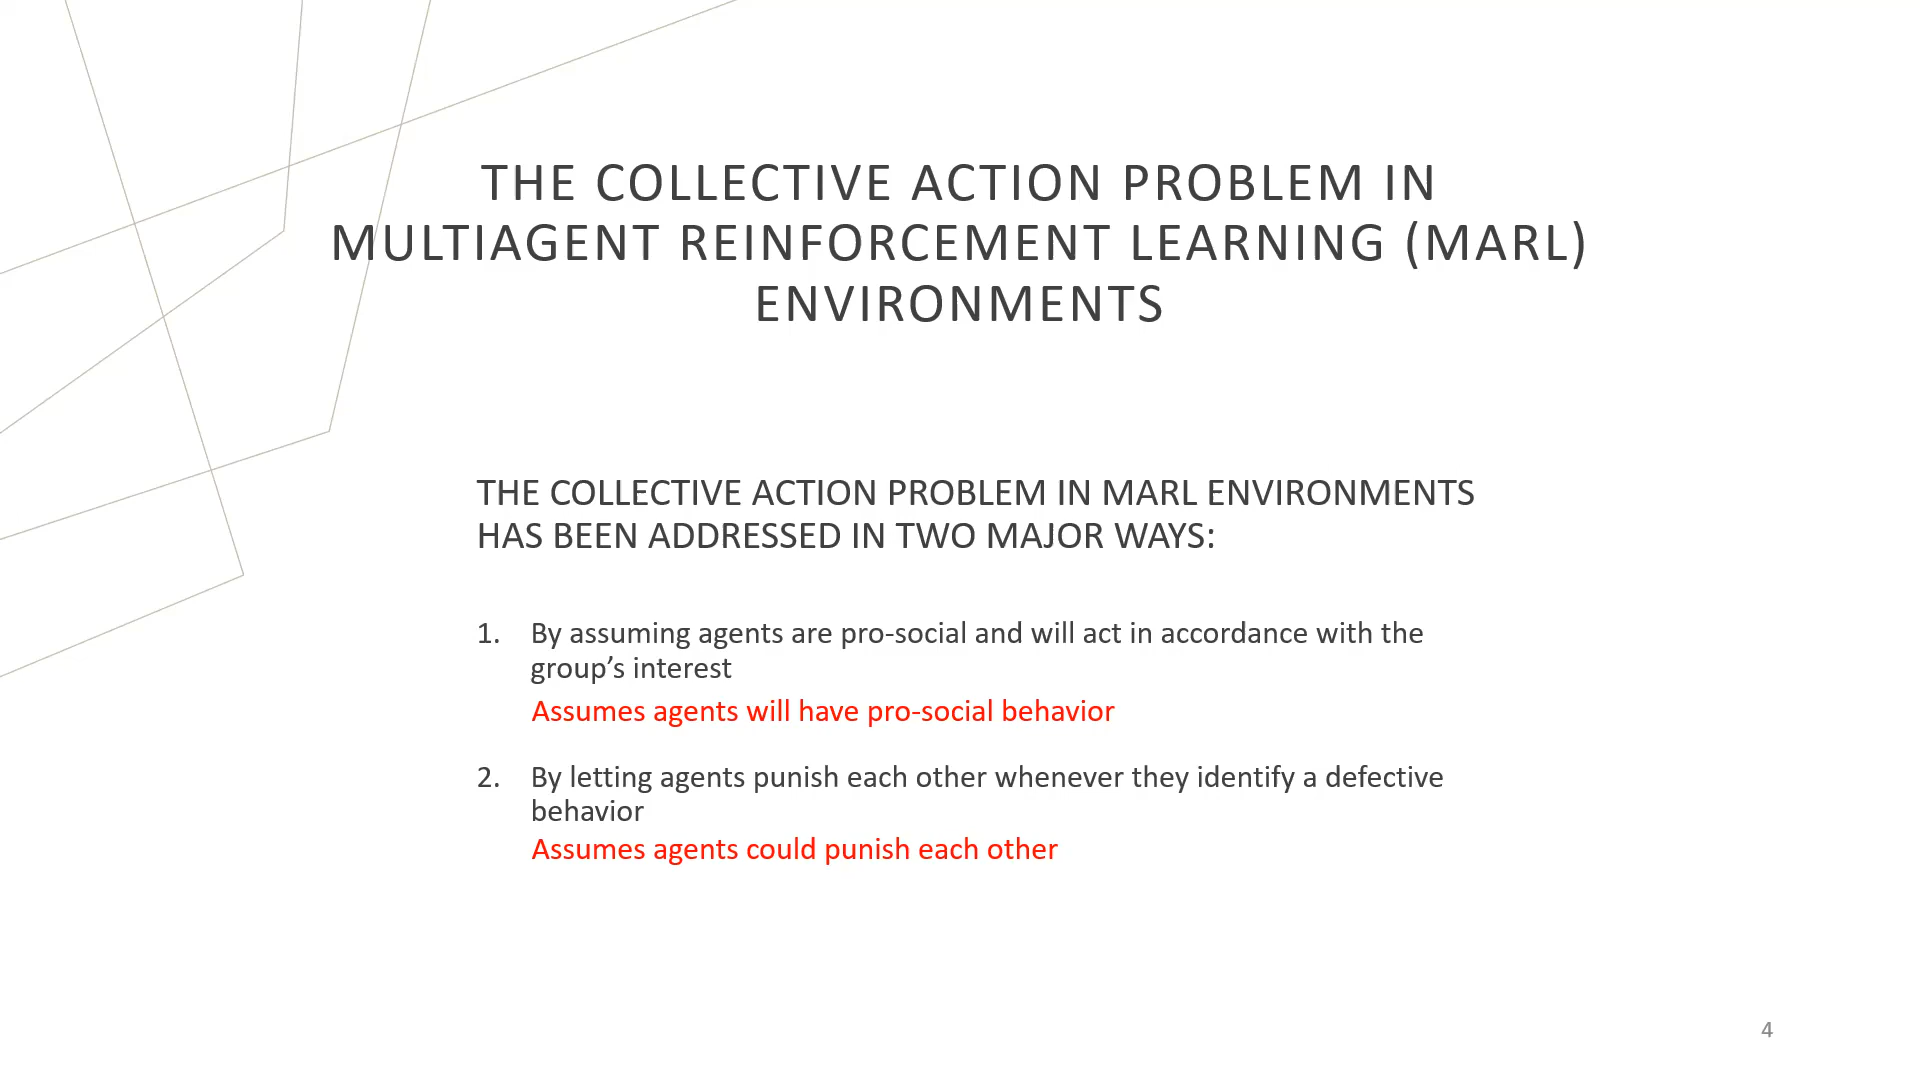 THE COLLECTIVE ACTION PROBLEM IN
MULTIAGENT REINFORCEMENT LEARNING (MARL)
ENVIRONMENTS
THE COLLECTIVE ACTION PROBLEM IN MARL ENVIRONMENTS
HAS BEEN ADDRESSED IN TWO MAJOR WAYS:
1. By assuming agents are pro-social and will act in accordance with the
group’s interest
Assumes agents will have pro-social behavior
2. By letting agents punish each other whenever they identify a defective
behavior
Assumes agents could punish each other
4